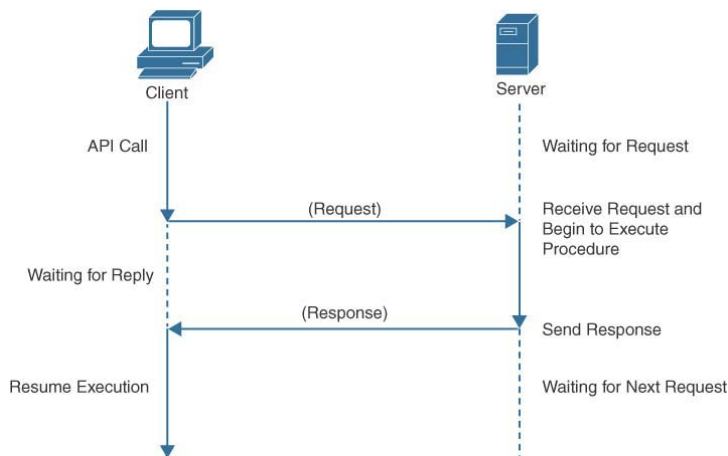 Client
Server
API Call
Waiting for Request
(Request)
Receive Request and
Begin to Execute
Procedure
Waiting for Reply
(Response)
Send Response
Resume Execution
Waiting for Next Request